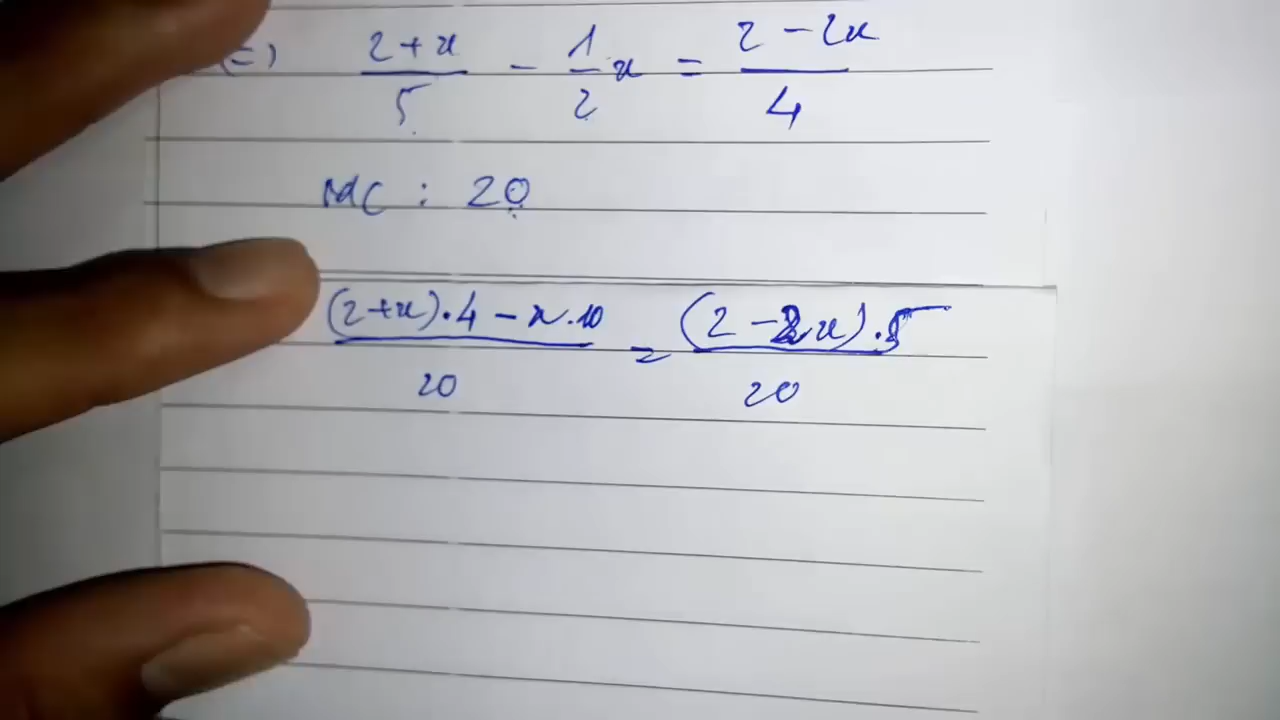 (=) 2+x/5 - 1/2 x = 2-2x/4
MC : 20
(2+x).4 - x.10/20 = (2-2x).5/20